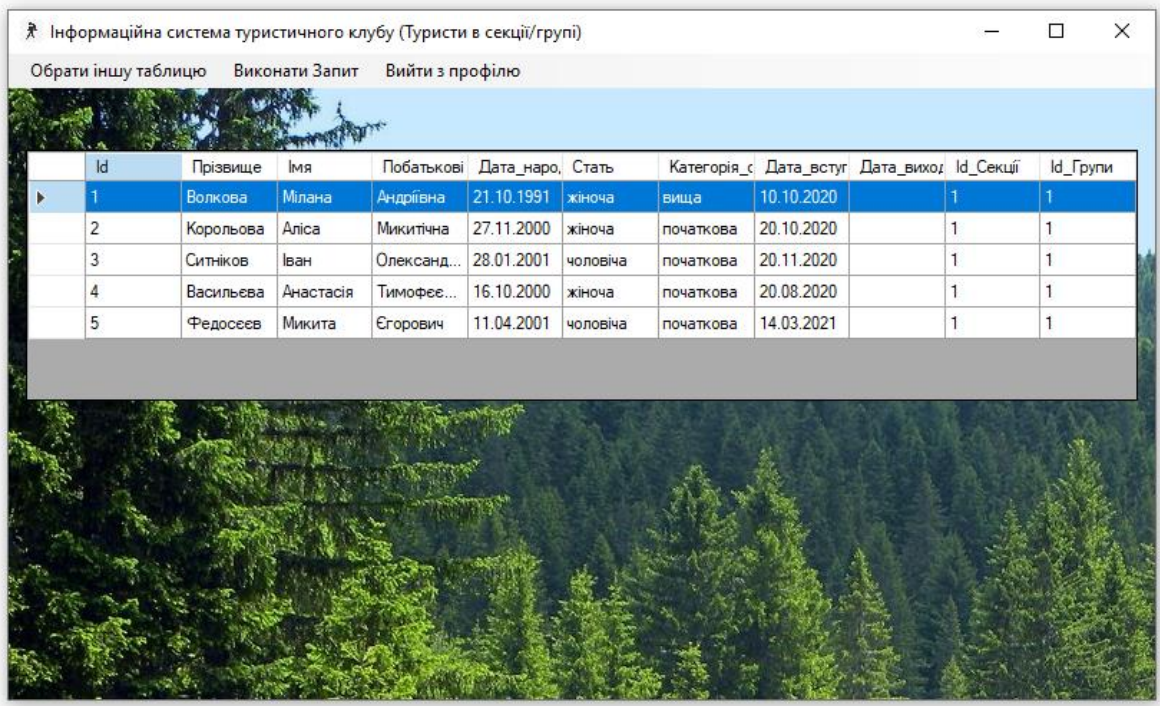 Інформаційна система туристичного клубу (Туристи в секції/групі)
Обрати іншу таблицю Виконати Запит Вийти з профілю
Id Прізвище Імя Побатькові Дата_наро, Стать Категорія_с Дата_вступ Дата_виход Id_Секції Id_Групи
1 Волкова Мілана Андріївна 21.10.1991 жіноча вища 10.10.2020 1 1
2 Корольова Аліса Микитічна 27.11.2000 жіноча початкова 20.10.2020 1 1
3 Ситніков Іван Олександ... 28.01.2001 чоловіча початкова 20.11.2020 1 1
4 Васильєва Анастасія Тимофеє... 16.10.2000 жіноча початкова 20.08.2020 1 1
5 Федосєєв Микита Єгорович 11.04.2001 чоловіча початкова 14.03.2021 1 1